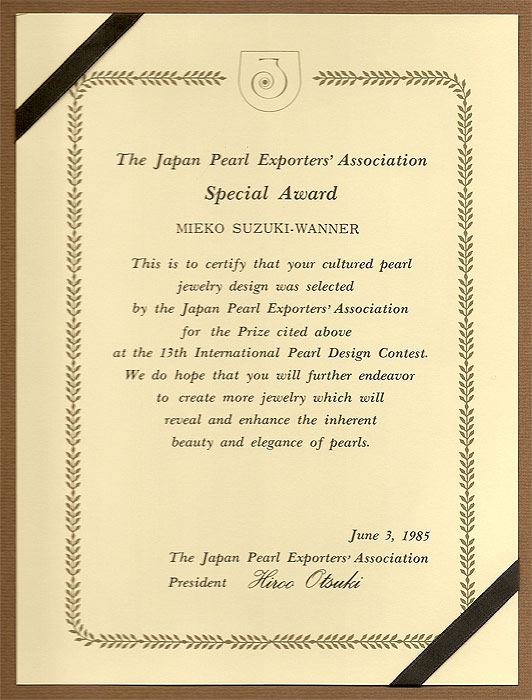 The Japan Pearl Exporters' Association
Special Award
MIEKO SUZUKI-WANNER
This is to certify that your cultured pearl
jewelry design was selected
by the Japan Pearl Exporters' Association
for the Prize cited above
at the 13th International Pearl Design Contest.
We do hope that you will further endeavor
to create more jewelry which will
reveal and enhance the inherent
beauty and elegance of pearls.
June 3, 1985
The Japan Pearl Exporters' Association
President Hiroo Otsuki